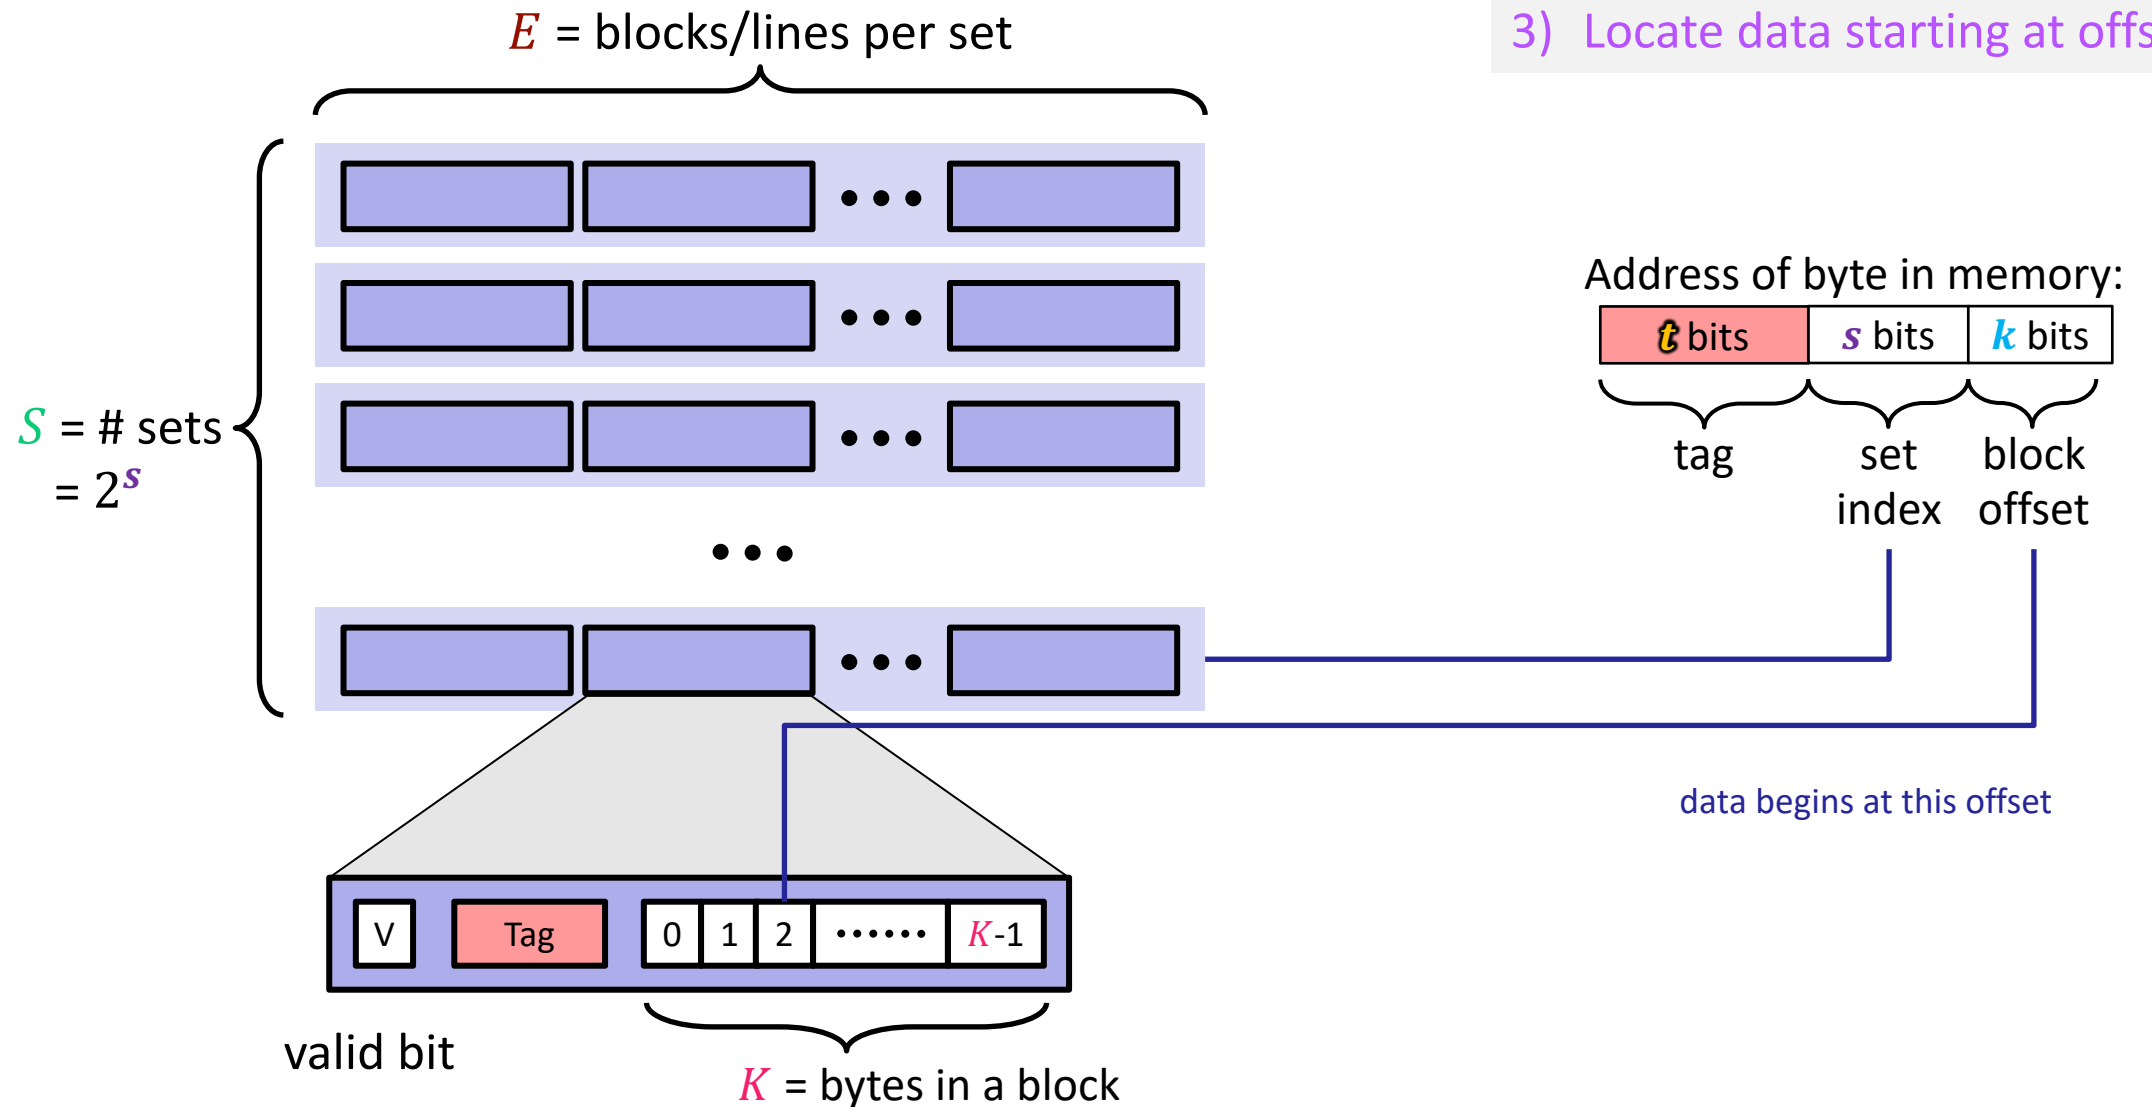 E = blocks/lines per set
3) Locate data starting at offs
Address of byte in memory:
t bits s bits k bits
tag set index block offset
S = # sets
= 2^s
data begins at this offset
V Tag 0 1 2 •••••• K-1
valid bit
K = bytes in a block